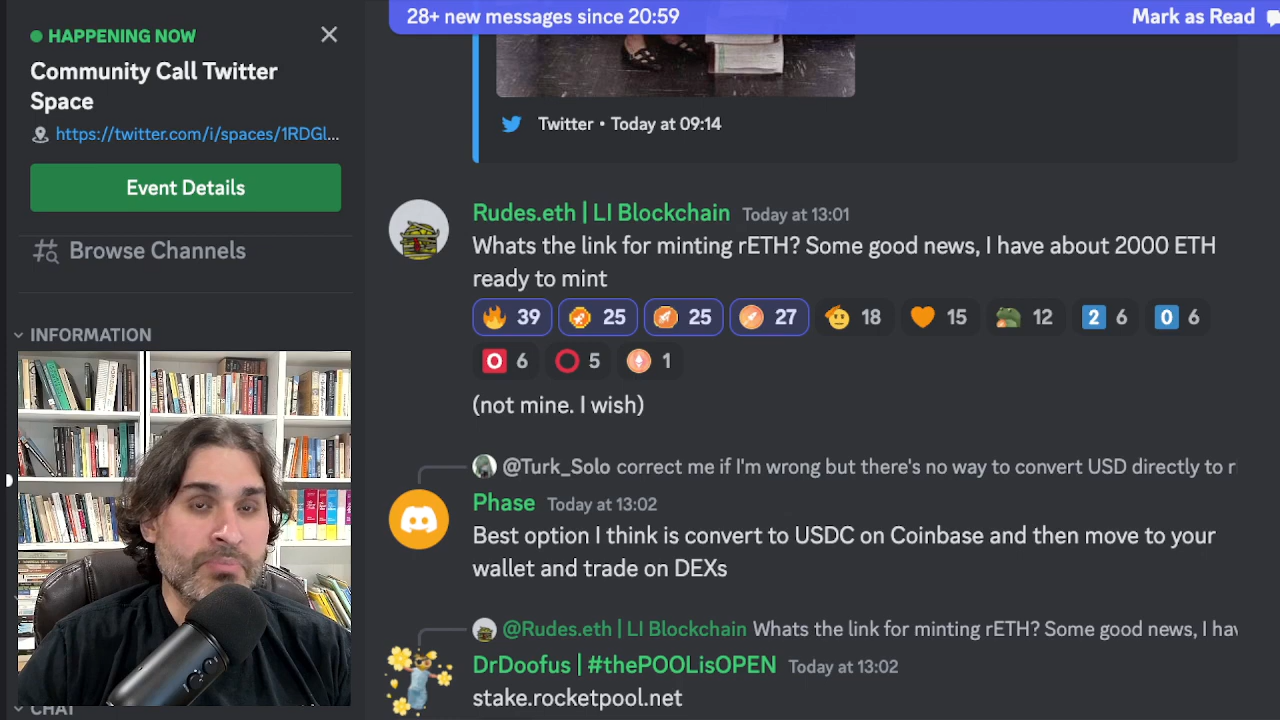 HAPPENING NOW
Community Call Twitter
Space
https://twitter.com/i/spaces/1RDGl...
Event Details
Browse Channels
INFORMATION
CHAT
28+ new messages since 20:59
Mark as Read
Twitter • Today at 09:14
Rudes.eth | LI Blockchain Today at 13:01
Whats the link for minting rETH? Some good news, I have about 2000 ETH
ready to mint
39 25 25 27 18 15 12 2 6 0 6
O 6 5 1
(not mine. I wish)
@Turk_Solo correct me if I'm wrong but there's no way to convert USD directly to r
Phase Today at 13:02
Best option I think is convert to USDC on Coinbase and then move to your
wallet and trade on DEXs
@Rudes.eth | LI Blockchain Whats the link for minting rETH? Some good news, I hav
DrDoofus | #thePOOLisOPEN Today at 13:02
stake.rocketpool.net